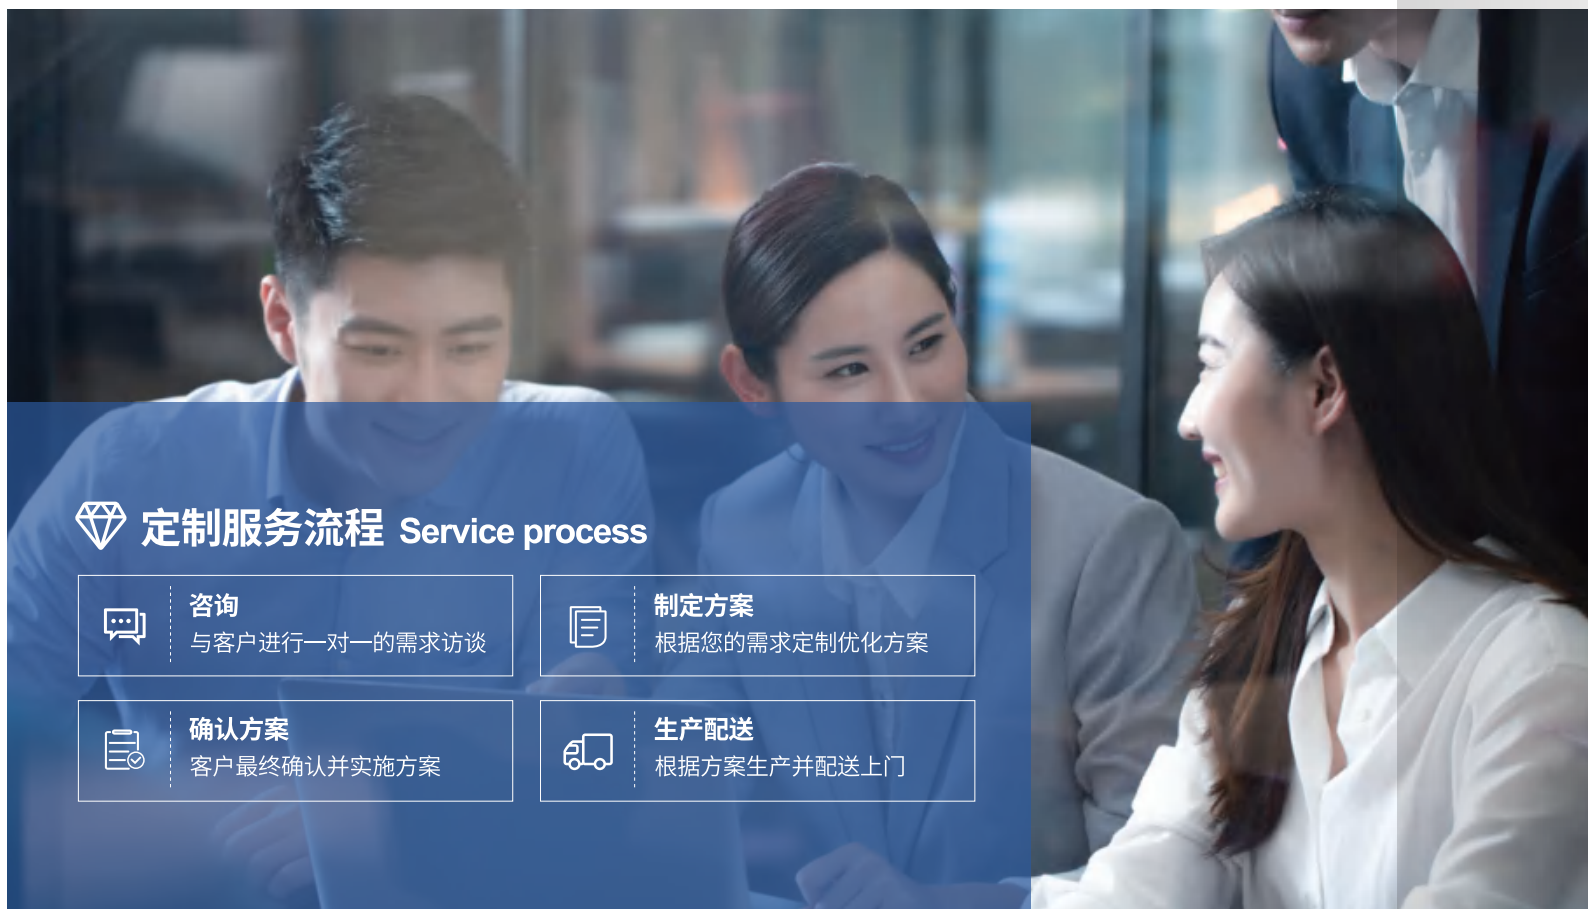 定制服务流程 Service process
咨询
与客户进行一对一的需求访谈
制定方案
根据您的需求定制优化方案
确认方案
客户最终确认并实施方案
生产配送
根据方案生产并配送上门